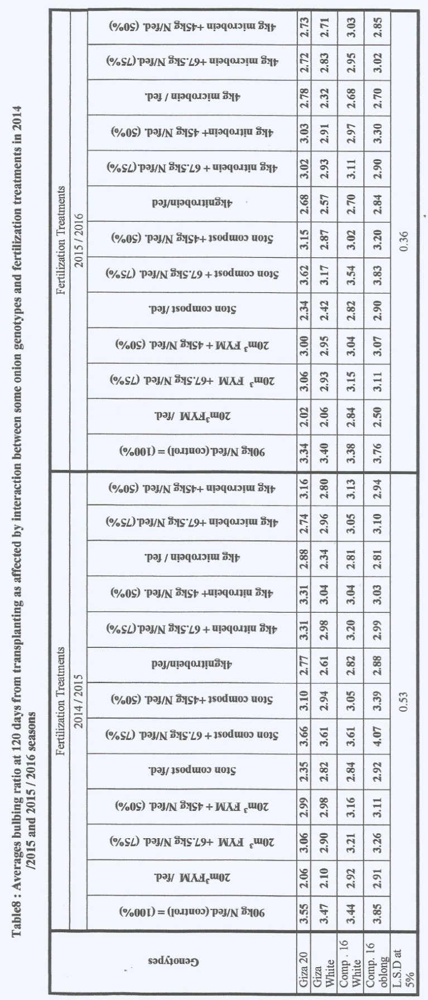 Table8 : Averages bulbing ratio at 120 days from transplanting as affected by interaction between some onion genotypes and fertilization treatments in 2014
/2015 and 2015 / 2016 seasons
Genotypes
Fertilization Treatments
Fertilization Treatments
2014 / 2015
2015 / 2016
90kg N/fed.(control) = (100%)
20m³FYM /fed.
20m³ FYM +67.5kg N/fed. (75%)
20m³ FYM + 45kg N/fed. (50%)
5ton compost /fed.
5ton compost + 67.5kg N/fed. (75%)
5ton compost +45kg N/fed. (50%)
4kgnitrobein/fed
4kg nitrobein + 67.5kg N/fed.(75%)
4kg nitrobein+ 45kg N/fed. (50%)
4kg microbein / fed.
4kg microbein +67.5kg N/fed.(75%)
4kg microbein +45kg N/fed. (50%)
90kg N/fed.(control) = (100%)
20m³FYM /fed.
20m³ FYM +67.5kg N/fed. (75%)
20m³ FYM + 45kg N/fed. (50%)
5ton compost /fed.
5ton compost + 67.5kg N/fed. (75%)
5ton compost +45kg N/fed. (50%)
4kgnitrobein/fed
4kg nitrobein + 67.5kg N/fed.(75%)
4kg nitrobein+ 45kg N/fed. (50%)
4kg microbein / fed.
4kg microbein +67.5kg N/fed.(75%)
4kg microbein +45kg N/fed. (50%)
Giza 20 3.55 2.06 3.06 2.99 2.35 3.66 3.10 2.77 3.31 3.31 2.88 2.74 3.16 3.34 2.02 3.06 3.00 2.34 3.62 3.15 2.68 3.02 3.03 2.78 2.72 2.73
Giza
White 3.47 2.10 2.90 2.98 2.82 3.61 2.94 2.61 2.98 3.04 2.34 2.96 2.80 3.40 2.06 2.93 2.95 2.42 3.17 2.87 2.57 2.93 2.91 2.32 2.83 2.71
Comp . 16
White 3.44 2.92 3.21 3.16 2.84 3.61 3.05 2.82 3.20 3.04 2.81 3.05 3.13 3.38 2.84 3.15 3.04 2.82 3.54 3.02 2.70 3.11 2.97 2.68 2.95 3.03
Comp. 16
oblong 3.85 2.91 3.26 3.11 2.92 4.07 3.39 2.88 2.99 3.03 2.81 3.10 2.94 3.76 2.50 3.11 3.07 2.90 3.83 3.20 2.84 2.90 3.30 2.70 3.02 2.85
L.S.D at
5% 0.53 0.36